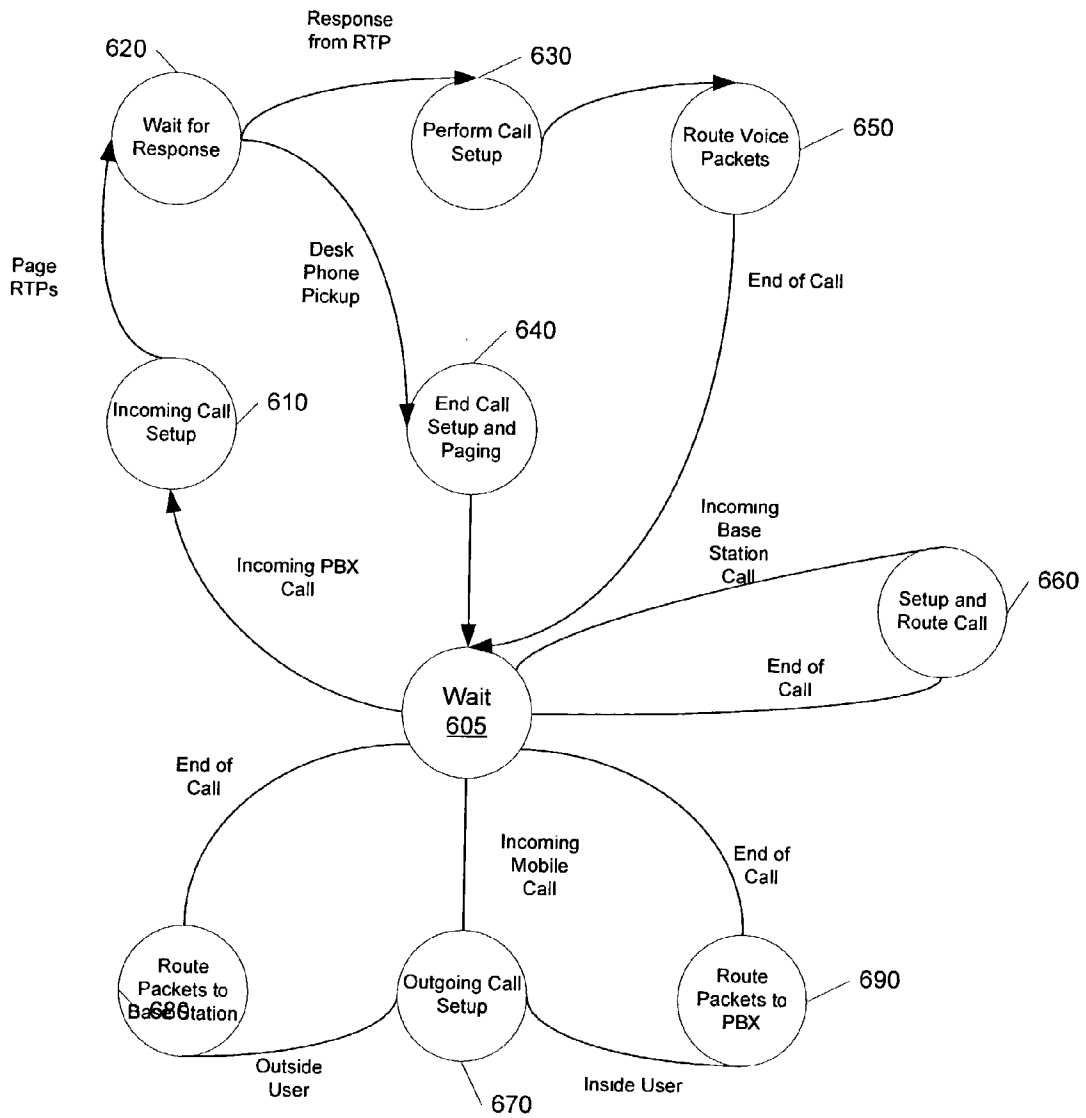 Response
from RTP
620
630
Wait for
Response
Perform Call
Setup
Route Voice
Packets
650
Page
RTPs
Desk
Phone
Pickup
End of Call
640
Incoming Call
Setup
610
End Call
Setup and
Paging
Incoming
Base
Station
Call
Incoming PBX
Call
660
Setup and
Route Call
End of
Call
Wait
605
End of
Call
Incoming
Mobile
Call
End of
Call
Route
Packets to
Base Station
680
Outgoing Call
Setup
Route
Packets to
PBX
690
Outside
User
Inside User
670